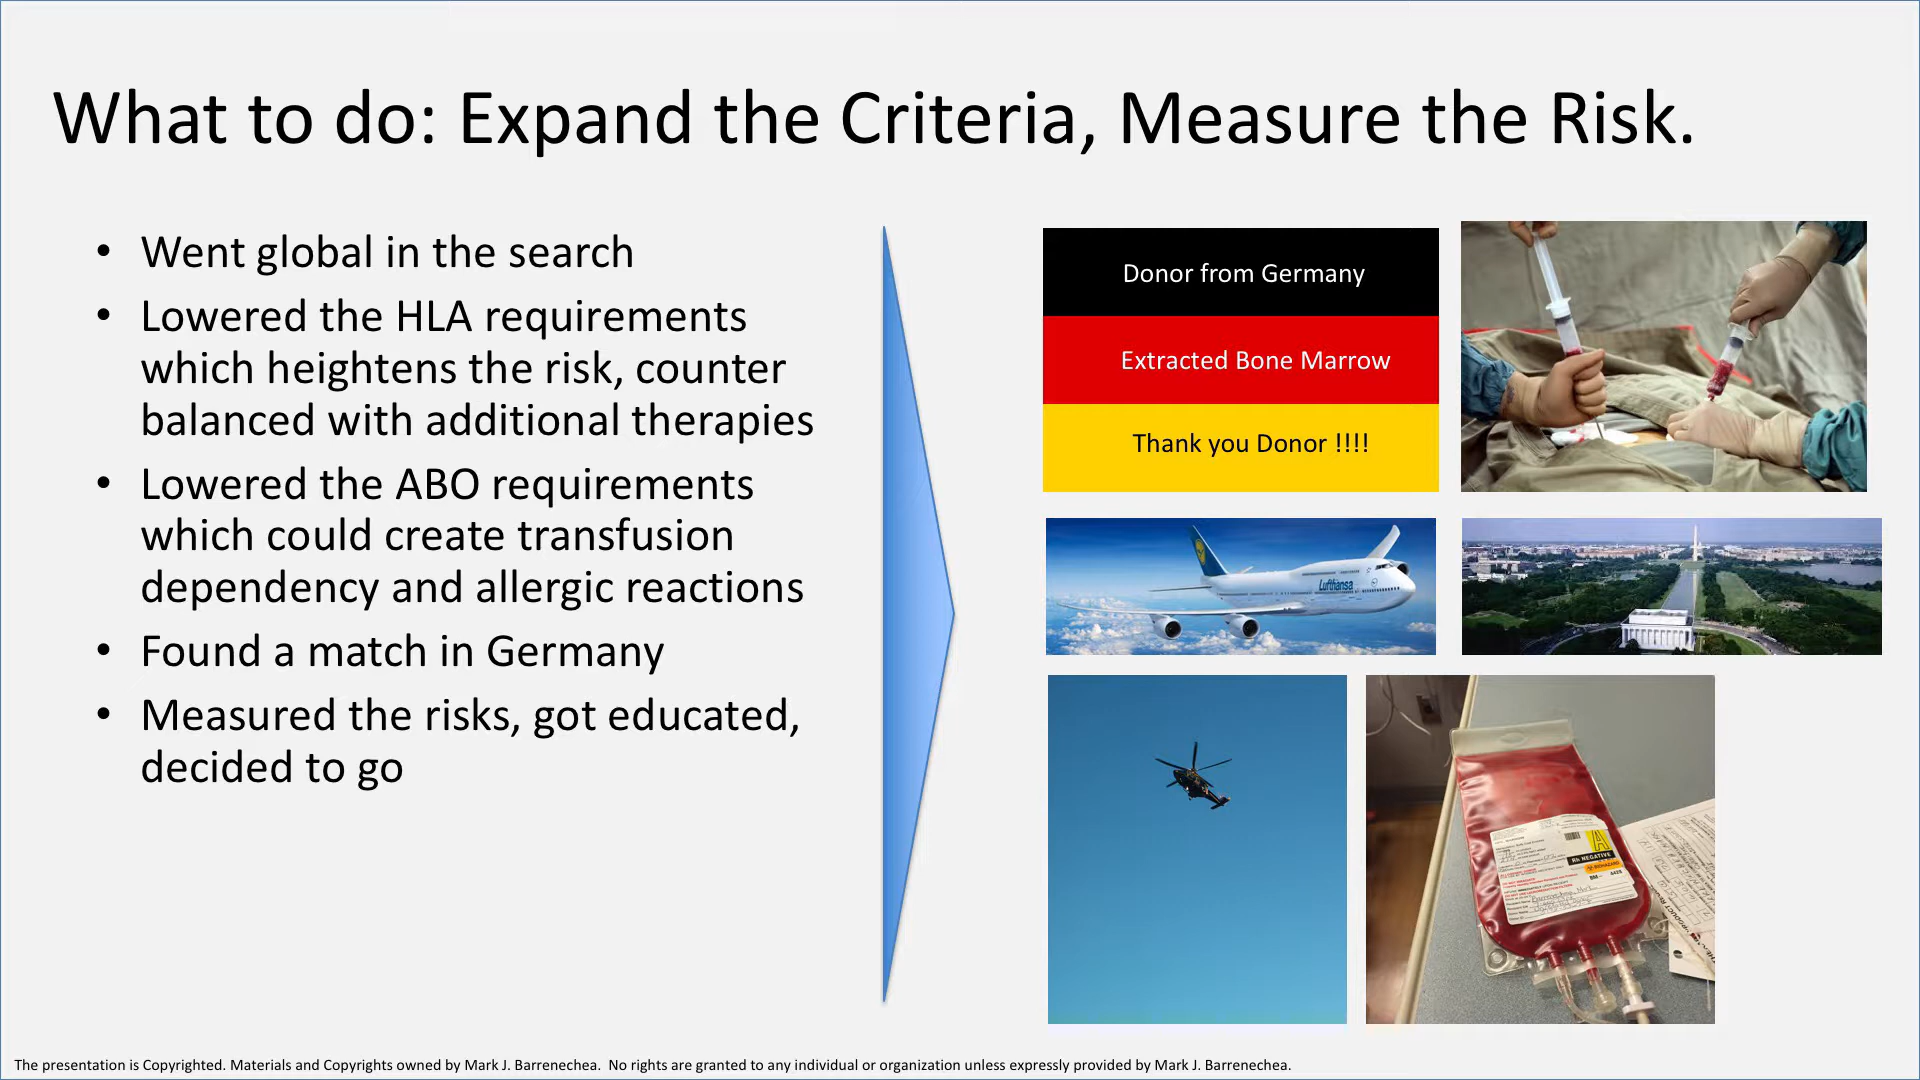 What to do: Expand the Criteria, Measure the Risk.
• Went global in the search
• Lowered the HLA requirements
which heightens the risk, counter
balanced with additional therapies
• Lowered the ABO requirements
which could create transfusion
dependency and allergic reactions
• Found a match in Germany
• Measured the risks, got educated,
decided to go
Donor from Germany
Extracted Bone Marrow
Thank you Donor !!!!
Lufthansa
A
Rh NEGATIVE
BIOHAZARD
The presentation is Copyrighted. Materials and Copyrights owned by Mark J. Barrenechea.  No rights are granted to any individual or organization unless expressly provided by Mark J. Barrenechea.